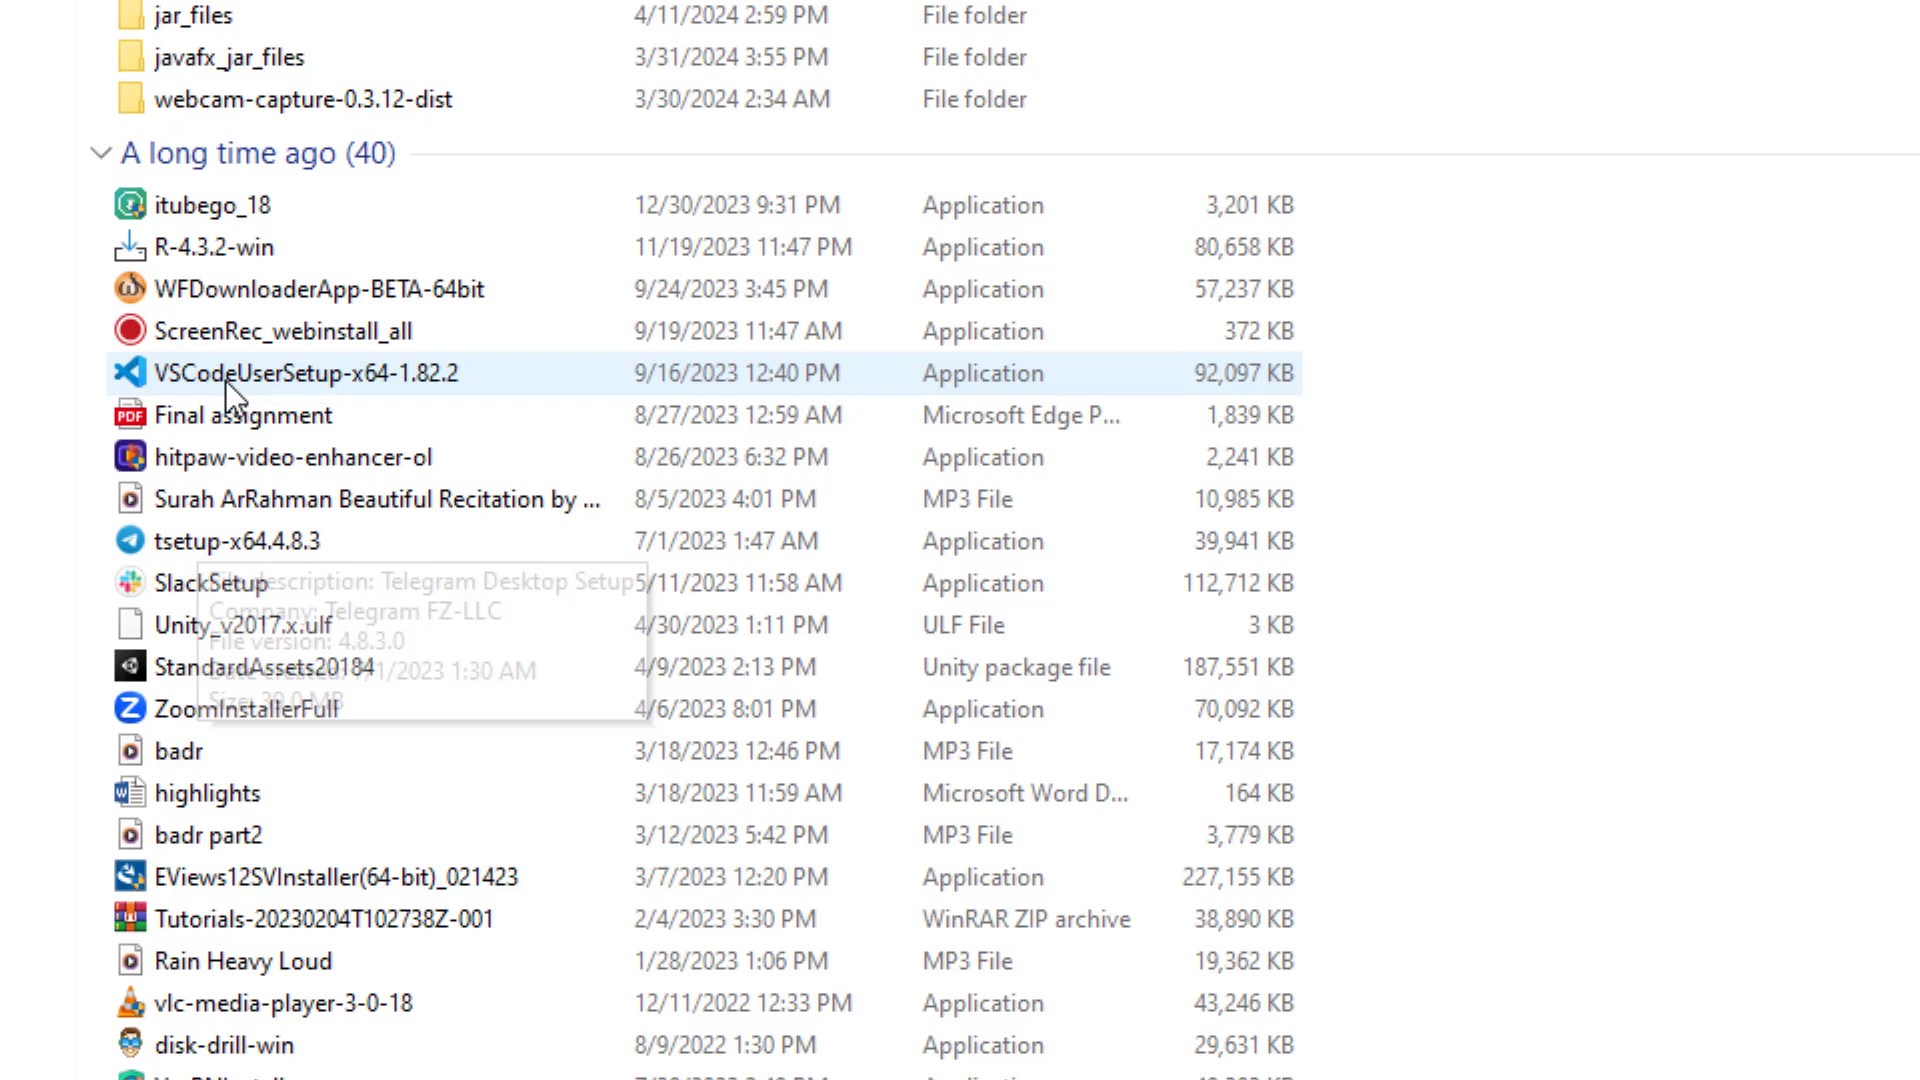 jar_files 4/11/2024 2:59 PM File folder
javafx_jar_files 3/31/2024 3:55 PM File folder
webcam-capture-0.3.12-dist 3/30/2024 2:34 AM File folder
A long time ago (40)
itubego_18 12/30/2023 9:31 PM Application 3,201 KB
R-4.3.2-win 11/19/2023 11:47 PM Application 80,658 KB
WFDownloaderApp-BETA-64bit 9/24/2023 3:45 PM Application 57,237 KB
ScreenRec_webinstall_all 9/19/2023 11:47 AM Application 372 KB
VSCodeUserSetup-x64-1.82.2 9/16/2023 12:40 PM Application 92,097 KB
Final assignment 8/27/2023 12:59 AM Microsoft Edge P... 1,839 KB
hitpaw-video-enhancer-ol 8/26/2023 6:32 PM Application 2,241 KB
Surah ArRahman Beautiful Recitation by ... 8/5/2023 4:01 PM MP3 File 10,985 KB
tsetup-x64.4.8.3 7/1/2023 1:47 AM Application 39,941 KB
SlackSetup 5/11/2023 11:58 AM Application 112,712 KB
File description: Telegram Desktop Setup
Company: Telegram FZ-LLC
Unity_v2017.x.ulf 4/30/2023 1:11 PM ULF File 3 KB
File version: 4.8.3.0
StandardAssets20184 4/9/2023 2:13 PM Unity package file 187,551 KB
Date created: 7/1/2023 1:30 AM
Size: 39.0 MB
ZoomInstallerFull 4/6/2023 8:01 PM Application 70,092 KB
badr 3/18/2023 12:46 PM MP3 File 17,174 KB
highlights 3/18/2023 11:59 AM Microsoft Word D... 164 KB
badr part2 3/12/2023 5:42 PM MP3 File 3,779 KB
EViews12SVInstaller(64-bit)_021423 3/7/2023 12:20 PM Application 227,155 KB
Tutorials-20230204T102738Z-001 2/4/2023 3:30 PM WinRAR ZIP archive 38,890 KB
Rain Heavy Loud 1/28/2023 1:06 PM MP3 File 19,362 KB
vlc-media-player-3-0-18 12/11/2022 12:33 PM Application 43,246 KB
disk-drill-win 8/9/2022 1:30 PM Application 29,631 KB